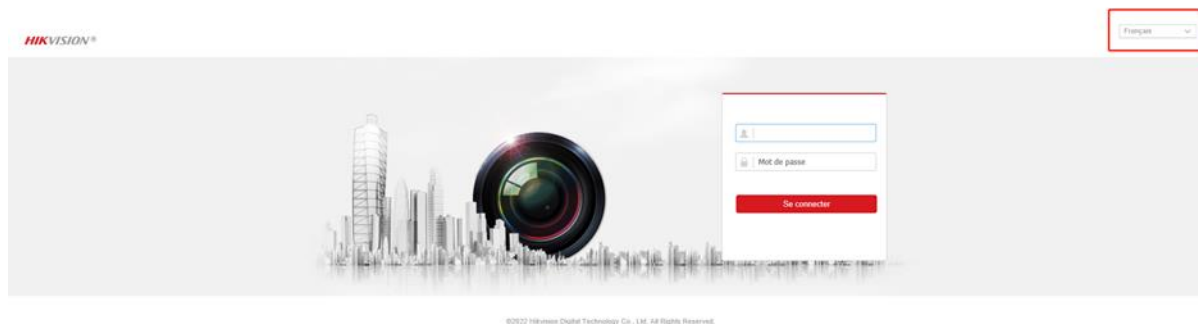 HIKVISION®
Français
Mot de passe
Se connecter
©2022 Hikvision Digital Technology Co., Ltd. All Rights Reserved.